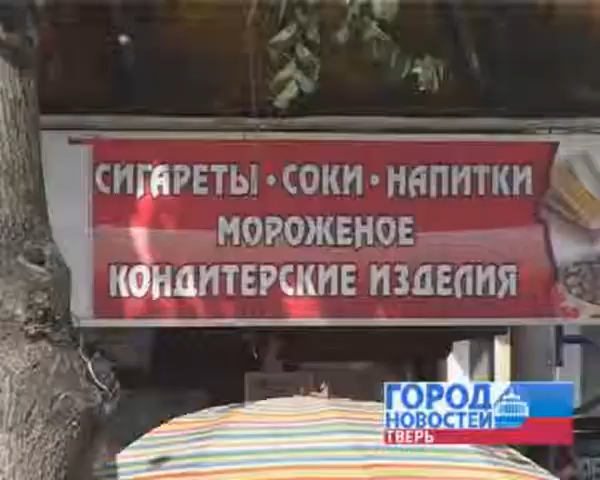 СИГАРЕТЫ • СОКИ • НАПИТКИ
МОРОЖЕНОЕ
КОНДИТЕРСКИЕ ИЗДЕЛИЯ
ГОРОД
НОВОСТЕЙ
ТВЕРЬ